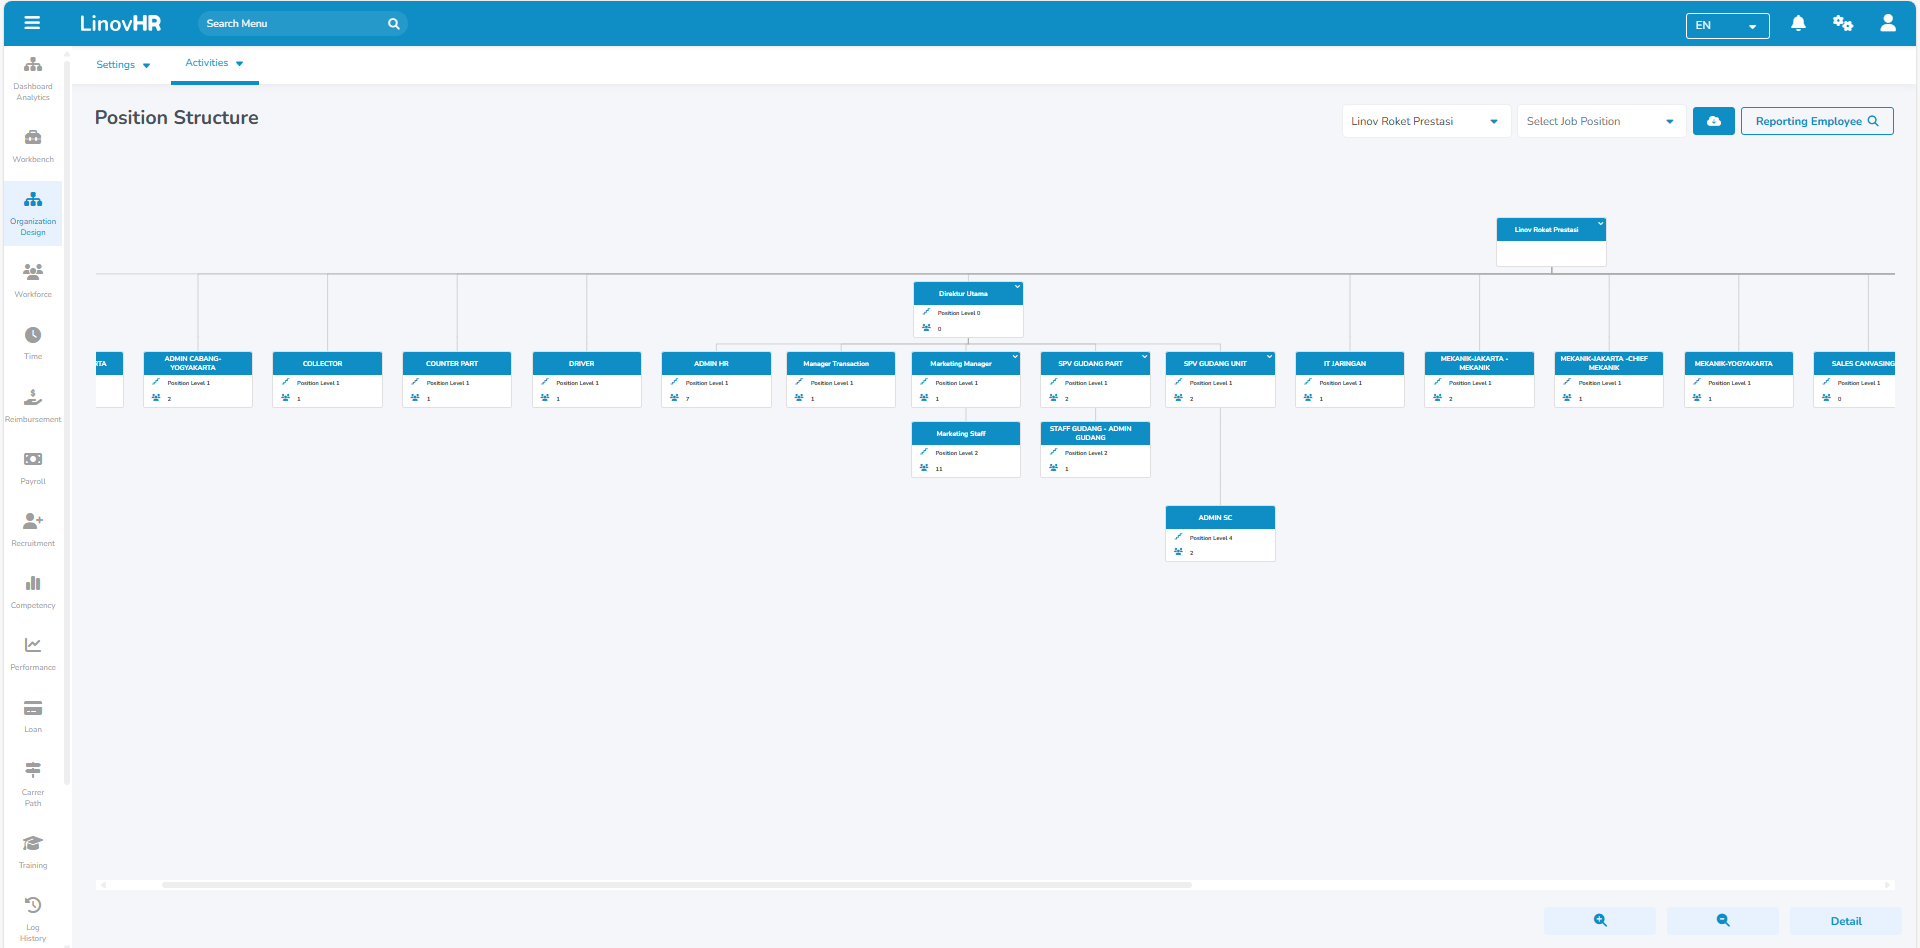 LinovHR
Search Menu
EN
Settings
Activities
Dashboard
Analytics
Workbench
Organization
Design
Workforce
Time
Reimbursement
Payroll
Recruitment
Competency
Performance
Loan
Carrer
Path
Training
Log
History
Position Structure
Linov Roket Prestasi
Select Job Position
Reporting Employee
Linov Roket Prestasi
Direktur Utama
Position Level 0
0
RTA
ADMIN CABANG-
YOGYAKARTA
Position Level 1
2
COLLECTOR
Position Level 1
1
COUNTER PART
Position Level 1
1
DRIVER
Position Level 1
1
ADMIN HR
Position Level 1
7
Manager Transaction
Position Level 1
1
Marketing Manager
Position Level 1
1
SPV GUDANG PART
Position Level 1
2
SPV GUDANG UNIT
Position Level 1
2
IT JARINGAN
Position Level 1
1
MEKANIK-JAKARTA -
MEKANIK
Position Level 1
2
MEKANIK-JAKARTA -CHIEF
MEKANIK
Position Level 1
1
MEKANIK-YOGYAKARTA
Position Level 1
1
SALES CANVASING
Position Level 1
0
Marketing Staff
Position Level 2
11
STAFF GUDANG - ADMIN
GUDANG
Position Level 2
1
ADMIN SC
Position Level 4
2
Detail